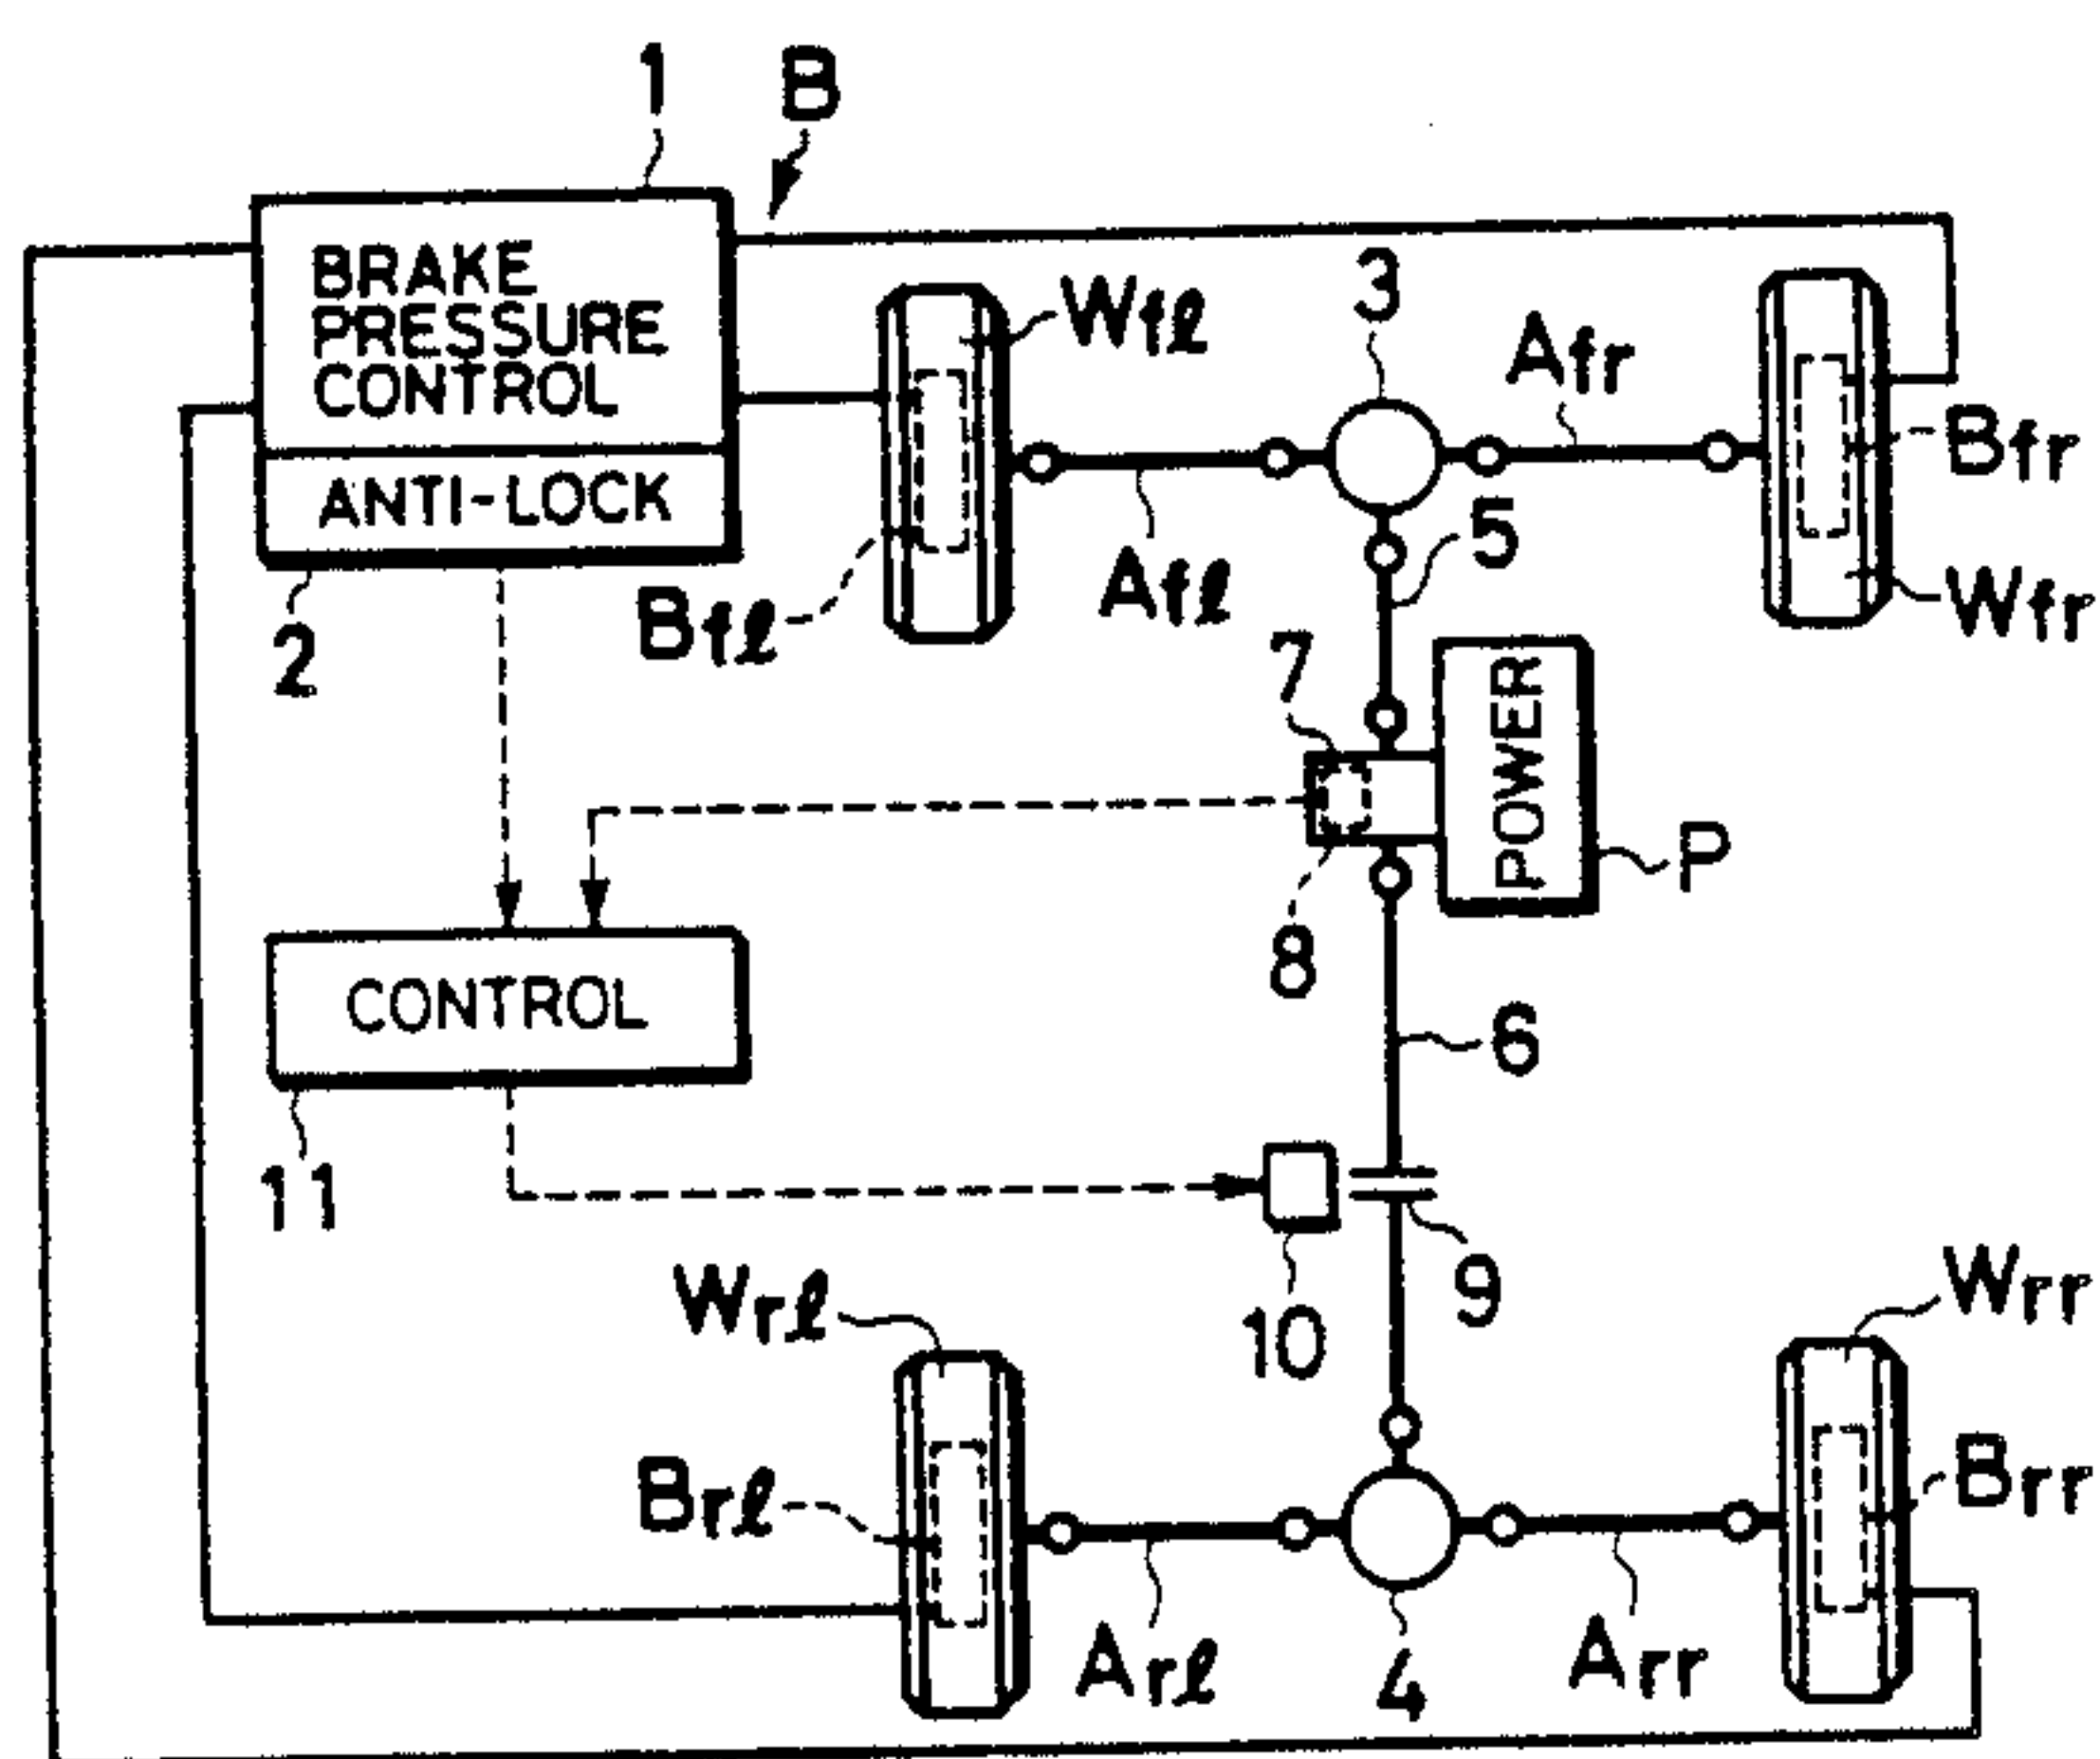 1
B
BRAKE
PRESSURE
CONTROL
ANTI-LOCK
2
Wfl
3
Afr
Bfr
Wfr
Bfl
Afl
5
7
POWER
P
8
CONTROL
11
6
10
9
Wrl
Wrr
Brl
Brr
Arl
4
Arr